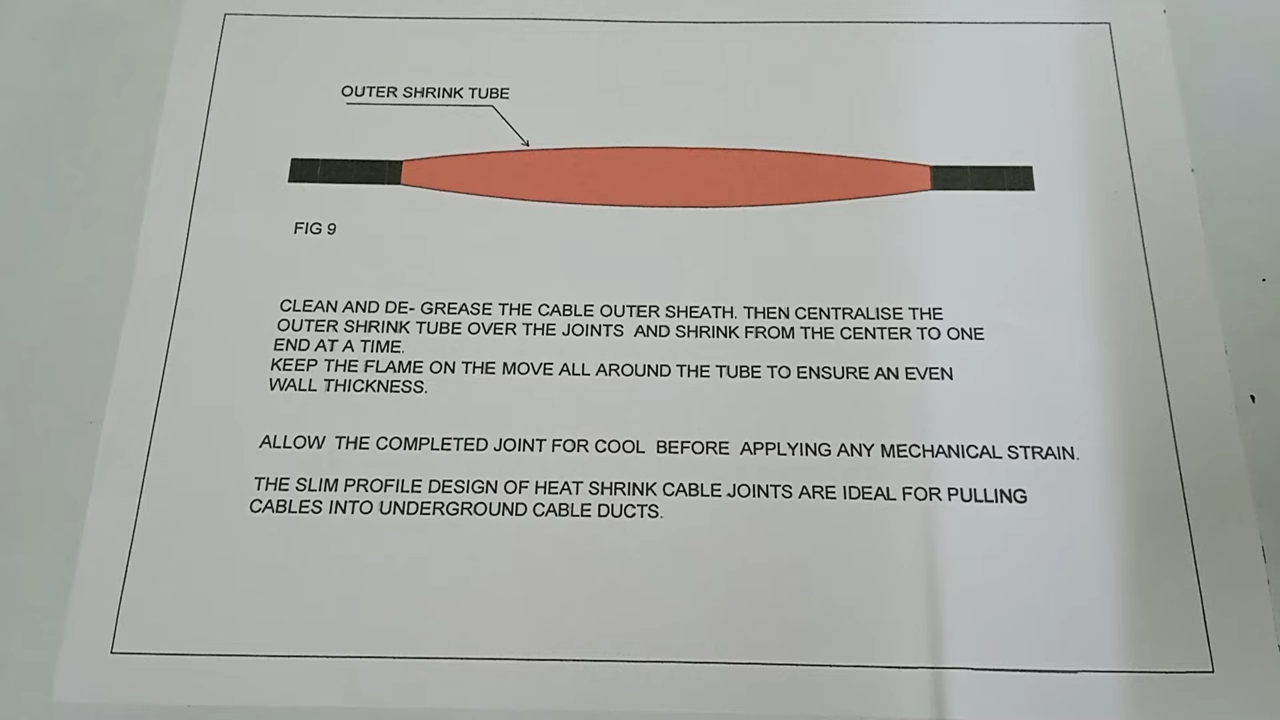 OUTER SHRINK TUBE
FIG 9
CLEAN AND DE- GREASE THE CABLE OUTER SHEATH. THEN CENTRALISE THE
OUTER SHRINK TUBE OVER THE JOINTS AND SHRINK FROM THE CENTER TO ONE
END AT A TIME.
KEEP THE FLAME ON THE MOVE ALL AROUND THE TUBE TO ENSURE AN EVEN
WALL THICKNESS.
ALLOW THE COMPLETED JOINT FOR COOL BEFORE APPLYING ANY MECHANICAL STRAIN.
THE SLIM PROFILE DESIGN OF HEAT SHRINK CABLE JOINTS ARE IDEAL FOR PULLING
CABLES INTO UNDERGROUND CABLE DUCTS.